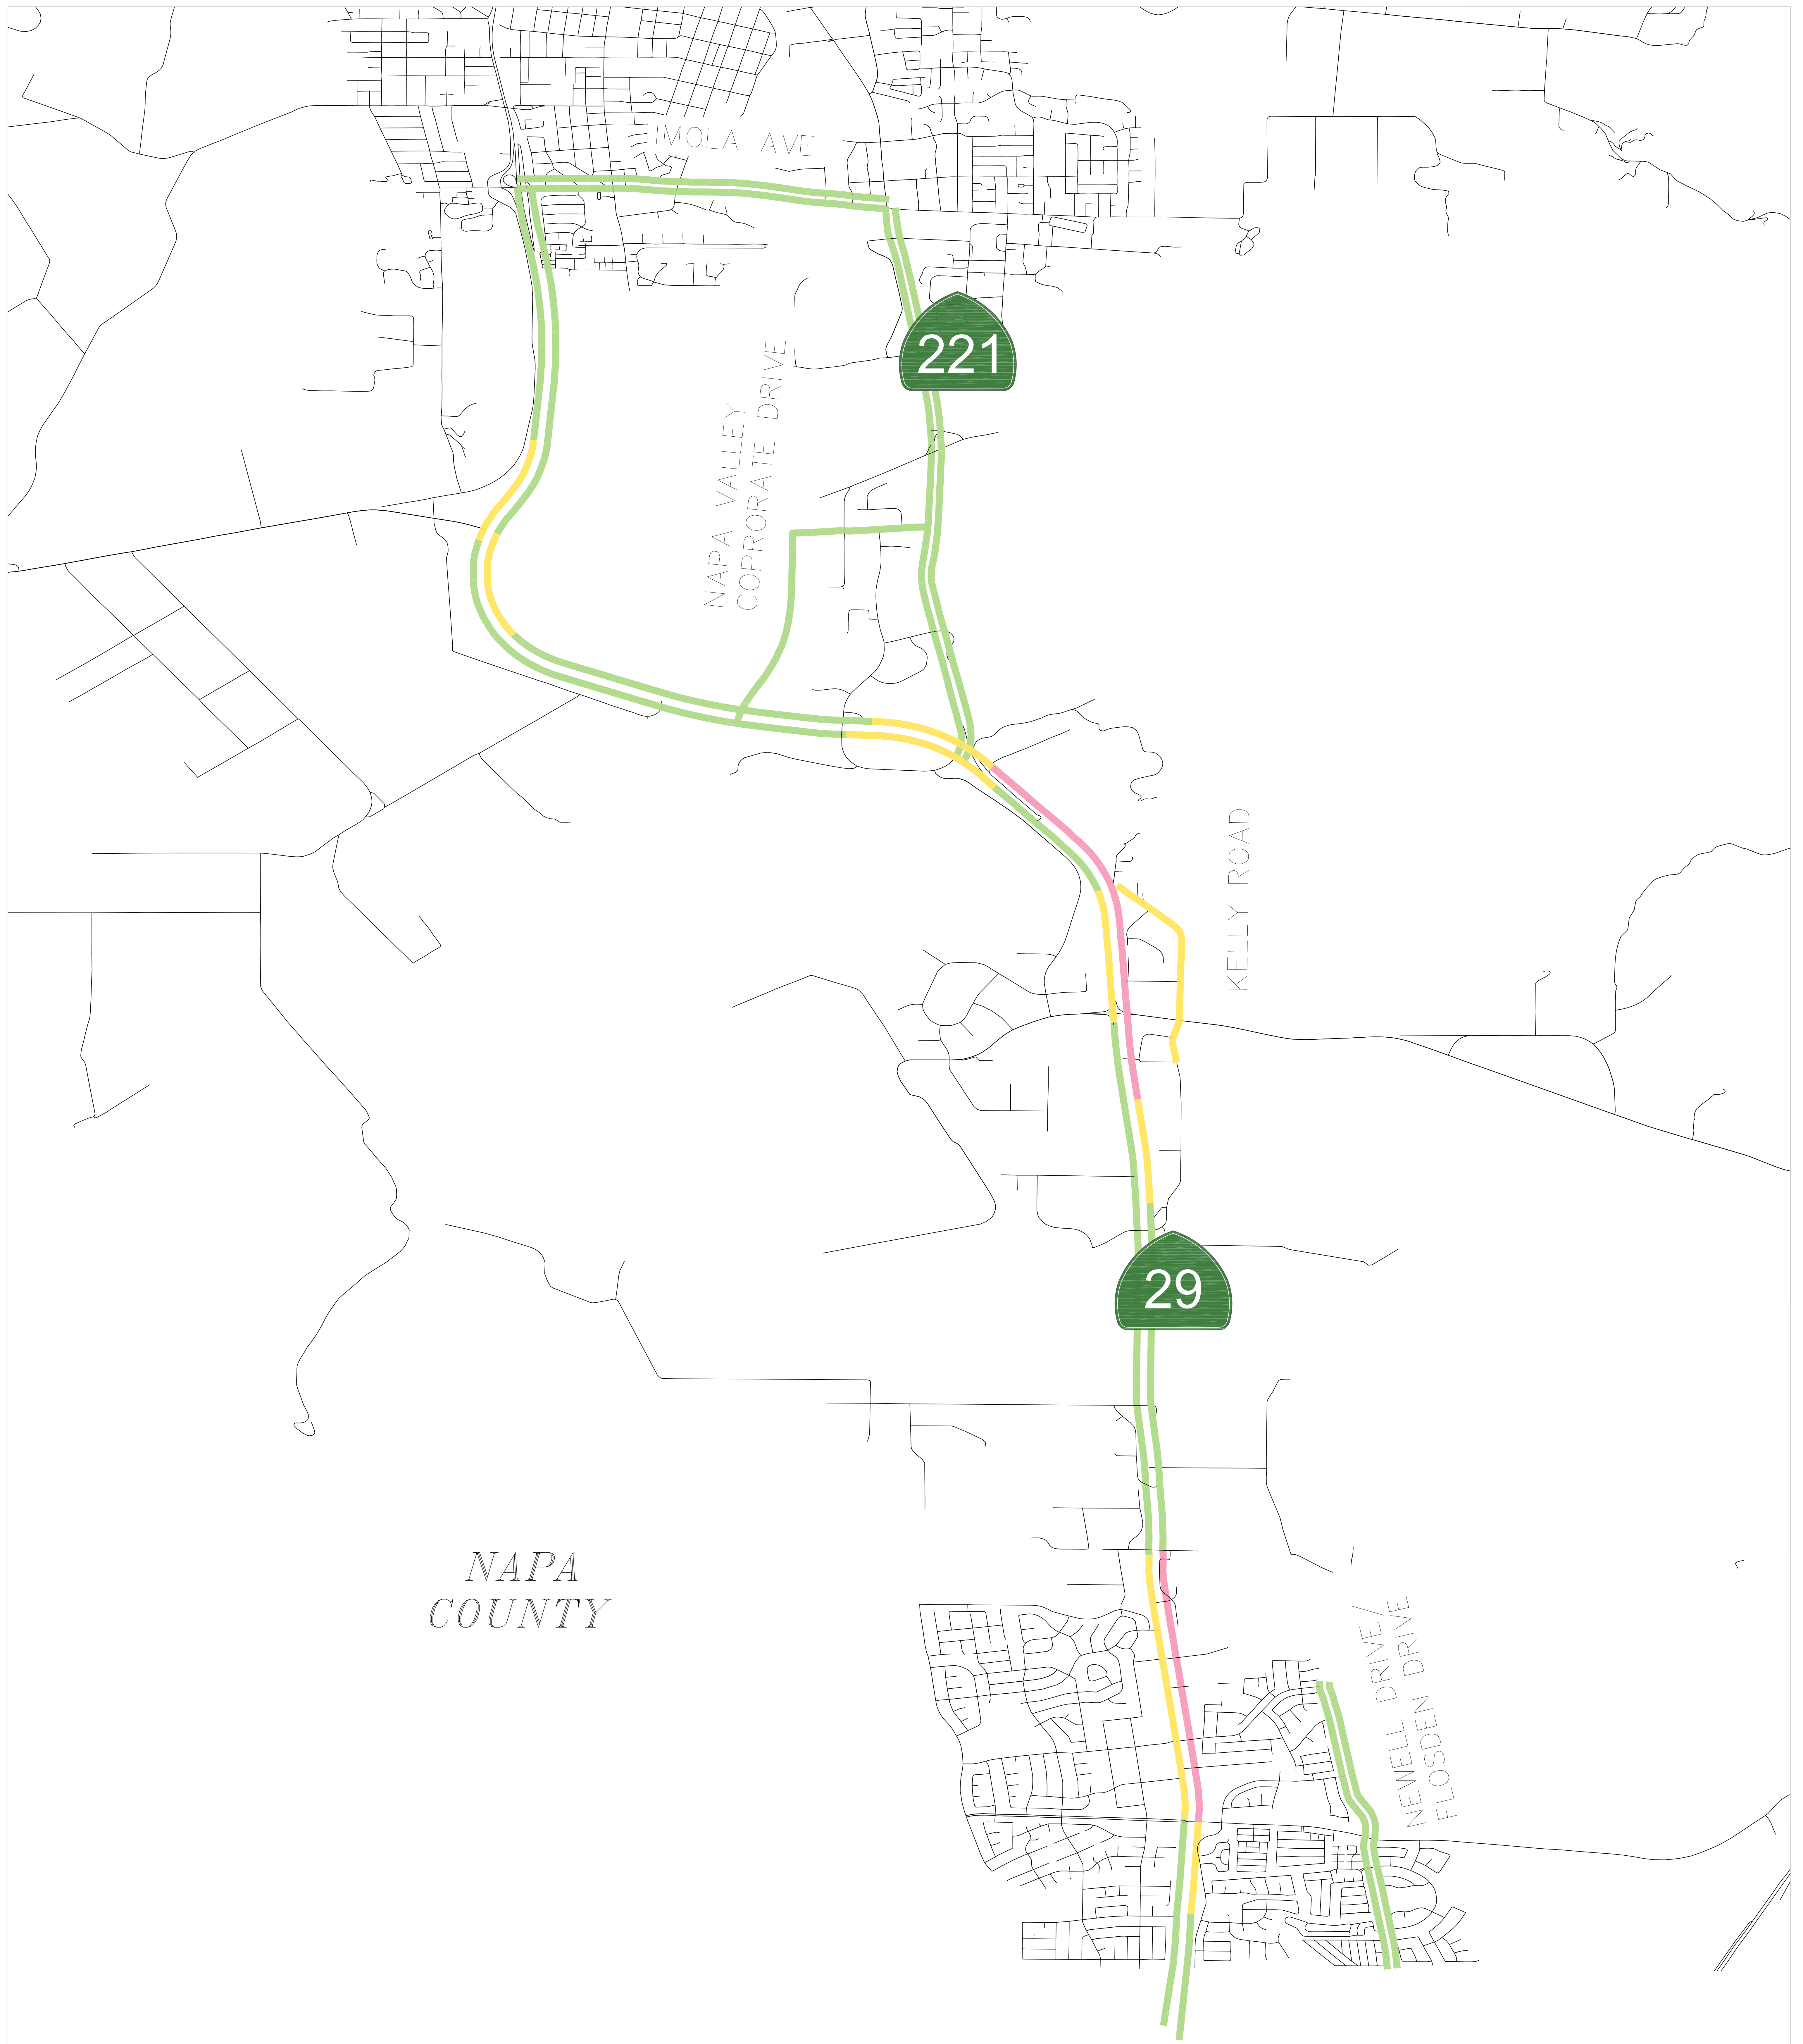 IMOLA AVE
221
NAPA VALLEY
COPRORATE DRIVE
KELLY ROAD
29
NAPA
COUNTY
NEWELL DRIVE/
FLOSDEN DRIVE